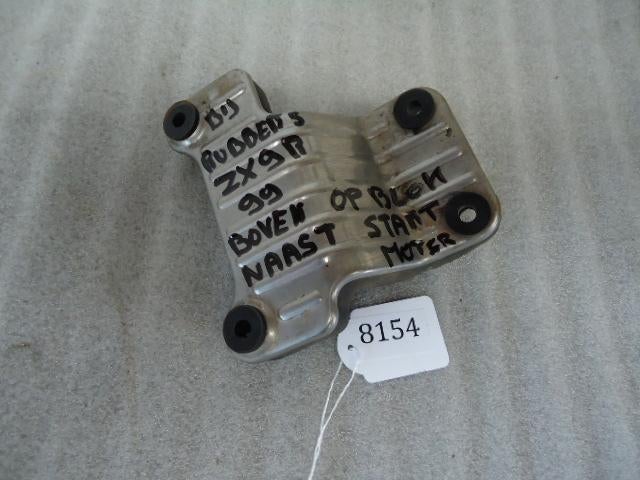 BIJ
RUBBERS
ZX9R
99
BOVEN OP BLOK
NAAST START
MOTER
8154